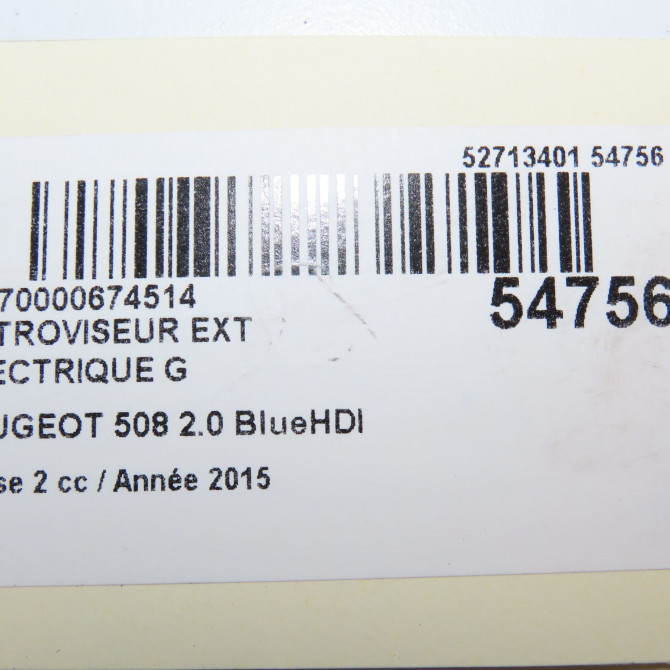 52713401 54756
70000674514
54756
TROVISEUR EXT
ECTRIQUE G
UGEOT 508 2.0 BlueHDI
se 2 cc / Année 2015